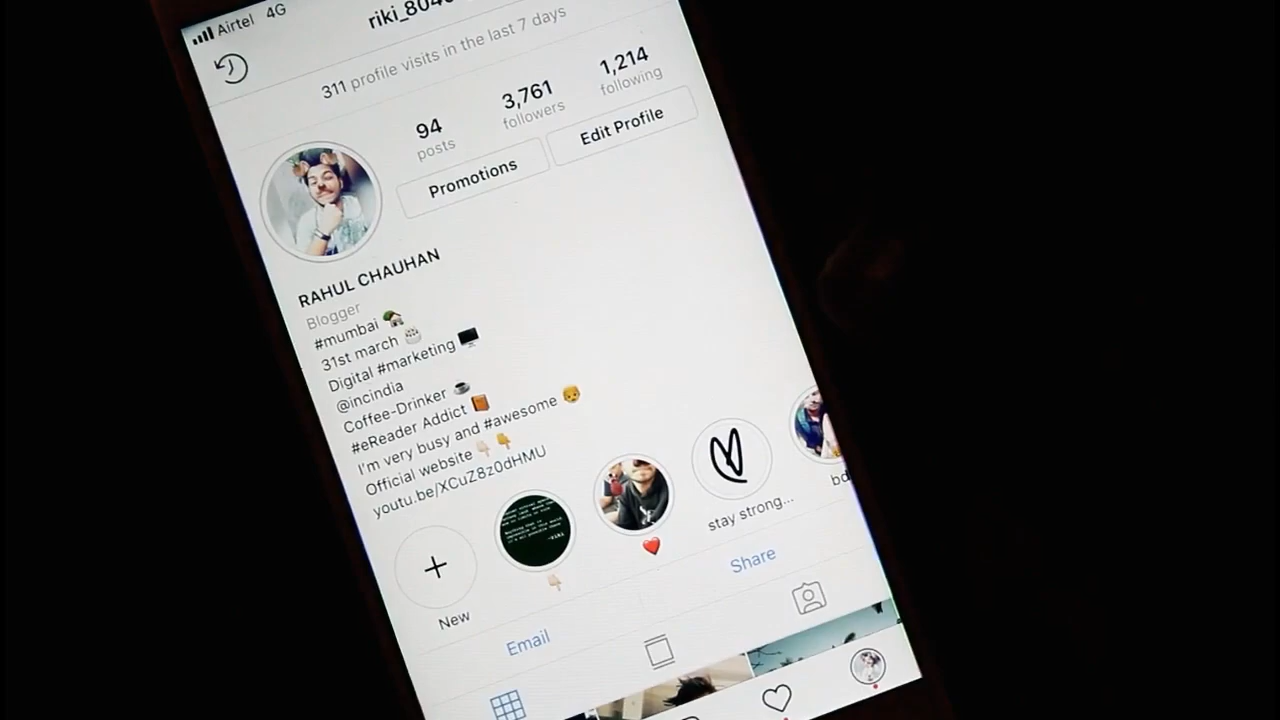 Airtel 4G
311 profile visits in the last 7 days
94 posts
3,761 followers
1,214 following
Promotions
Edit Profile
RAHUL CHAUHAN
Blogger
#mumbai 🏡
31st march 🎂
Digital #marketing 🖥
@incindia
Coffee-Drinker ☕
#eReader Addict 📙
I'm very busy and #awesome
Official website 👇🏻👇
youtu.be/XCuZ8z0dHMU
New
👇🏻
❤️
stay strong...
Email
Share